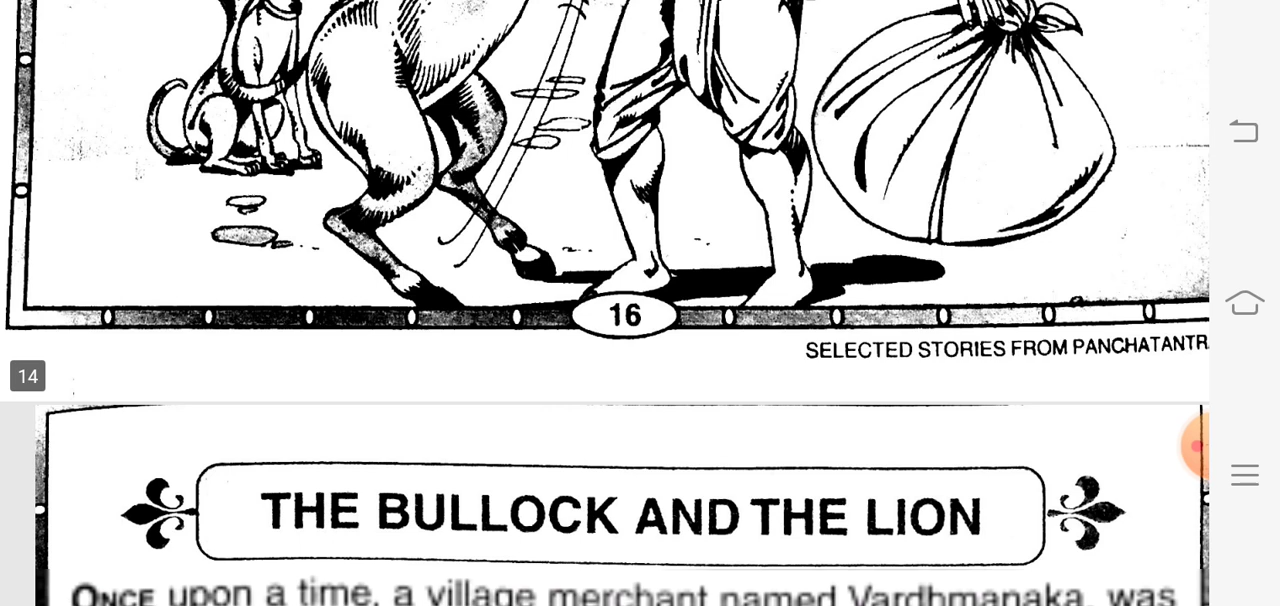 16
SELECTED STORIES FROM PANCHATANTR
14
THE BULLOCK AND THE LION
ONCE upon a time, a village merchant named Vardhmanaka, was